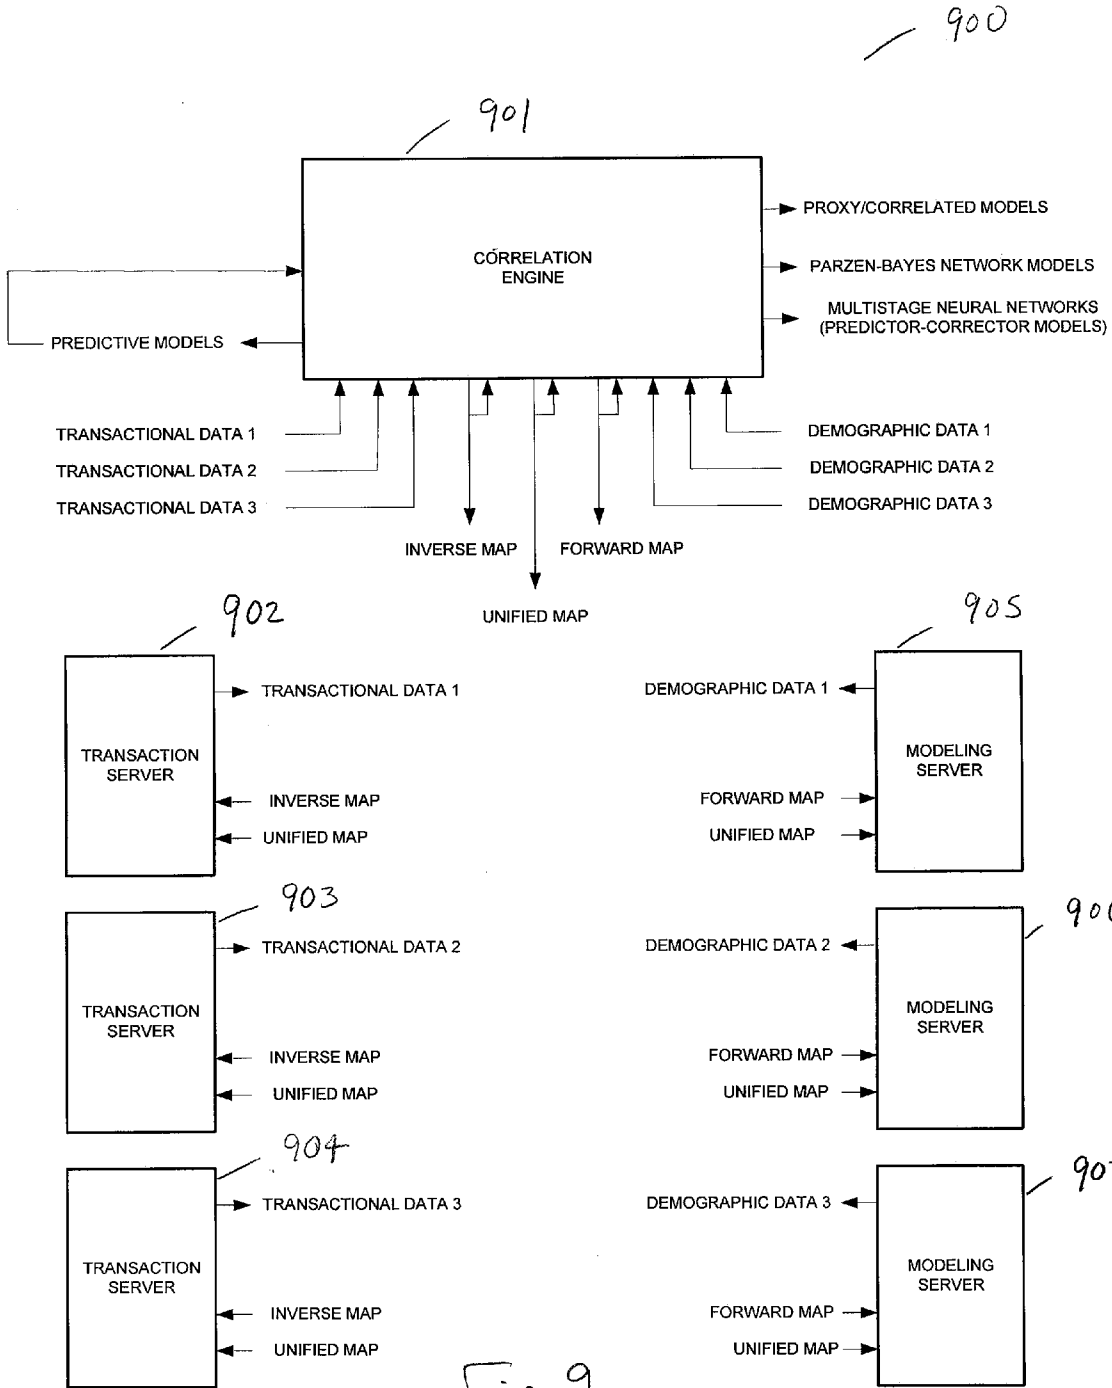 900
901
CORRELATION
ENGINE
PROXY/CORRELATED MODELS
PARZEN-BAYES NETWORK MODELS
MULTISTAGE NEURAL NETWORKS
(PREDICTOR-CORRECTOR MODELS)
PREDICTIVE MODELS
TRANSACTIONAL DATA 1
TRANSACTIONAL DATA 2
TRANSACTIONAL DATA 3
DEMOGRAPHIC DATA 1
DEMOGRAPHIC DATA 2
DEMOGRAPHIC DATA 3
INVERSE MAP
FORWARD MAP
UNIFIED MAP
902
TRANSACTION
SERVER
TRANSACTIONAL DATA 1
INVERSE MAP
UNIFIED MAP
905
DEMOGRAPHIC DATA 1
FORWARD MAP
UNIFIED MAP
MODELING
SERVER
903
TRANSACTION
SERVER
TRANSACTIONAL DATA 2
INVERSE MAP
UNIFIED MAP
DEMOGRAPHIC DATA 2
FORWARD MAP
UNIFIED MAP
MODELING
SERVER
904
TRANSACTION
SERVER
TRANSACTIONAL DATA 3
INVERSE MAP
UNIFIED MAP
DEMOGRAPHIC DATA 3
FORWARD MAP
UNIFIED MAP
MODELING
SERVER
Fig 9